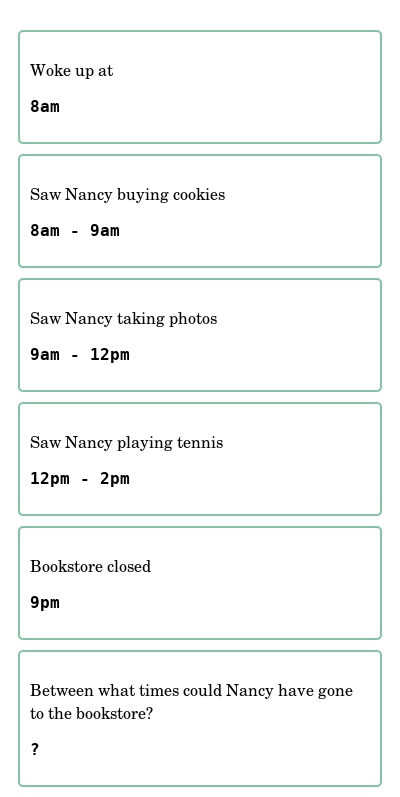 Woke up at
8am
Saw Nancy buying cookies
8am - 9am
Saw Nancy taking photos
9am - 12pm
Saw Nancy playing tennis
12pm - 2pm
Bookstore closed
9pm
Between what times could Nancy have gone
to the bookstore?
?